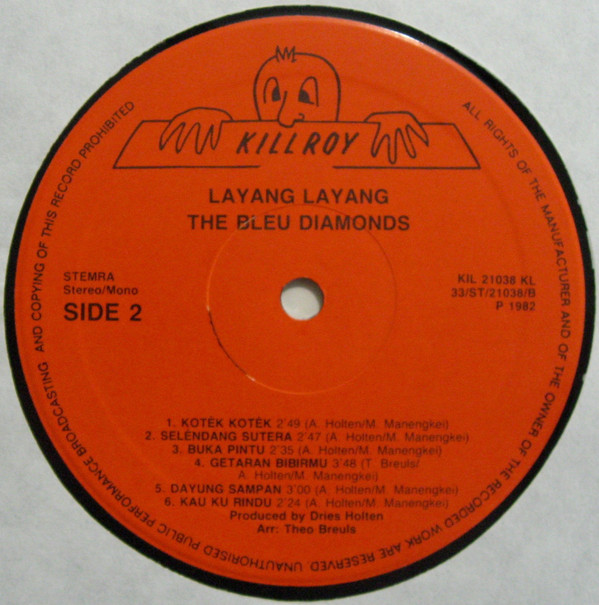 KILLROY
LAYANG LAYANG
THE BLEU DIAMONDS
STEMRA
Stereo/Mono
SIDE 2
KIL 21038 KL
33/ST/21038/B
P 1982
1. KOTÈK KOTÈK 2'49 (A. Holten/M. Manengkei)
2. SELENDANG SUTERA 2'47 (A. Holten/M. Manengkei)
3. BUKA PINTU 2'35 (A. Holten/M. Manengkei)
4. GETARAN BIBIRMU 3'48 (T. Breuls/
A. Holten/M. Manengkei)
5. DAYUNG SAMPAN 3'00 (A. Holten/M. Manengkei)
6. KAU KU RINDU 2'24 (A. Holten/M. Manengkei)
Produced by Dries Holten
Arr: Theo Breuls
ALL RIGHTS OF THE MANUFACTURER AND OF THE OWNER OF THE RECORDED WORK ARE RESERVED UNAUTHORISED PUBLIC PERFORMANCE BROADCASTING AND COPYING OF THIS RECORD PROHIBITED